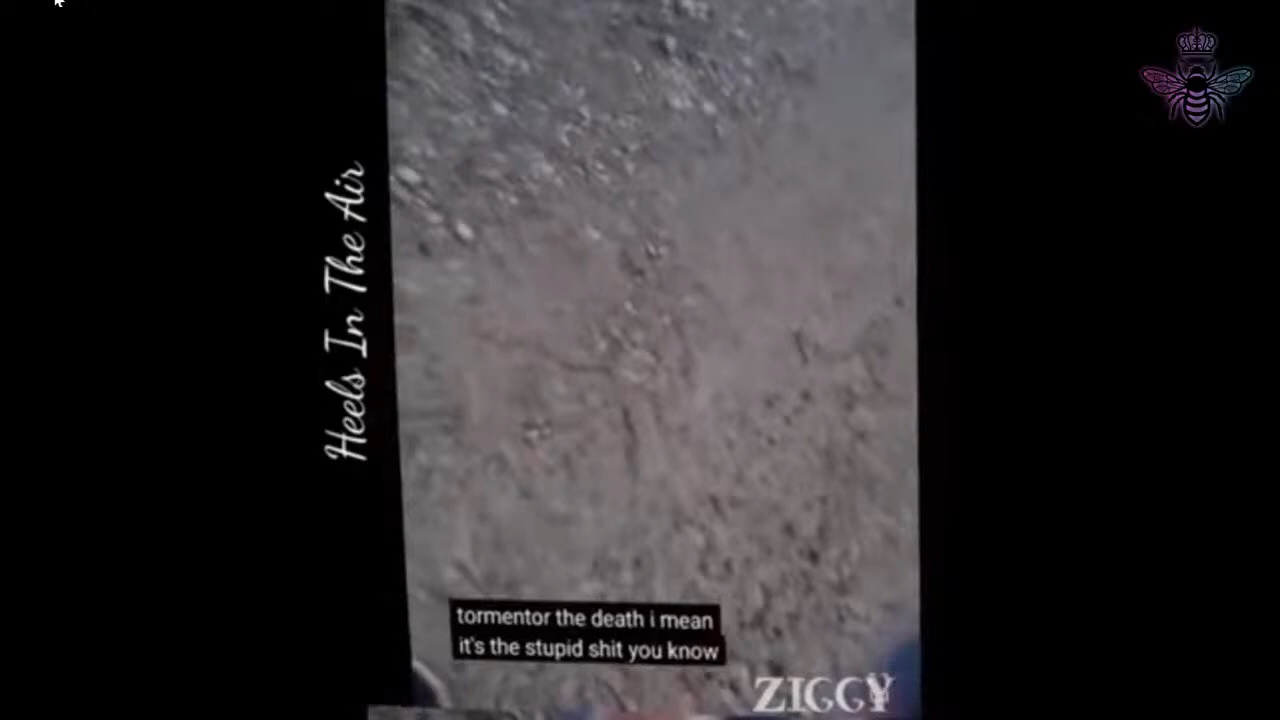 Heels In The Air
tormentor the death i mean
it's the stupid shit you know
ZIGGY